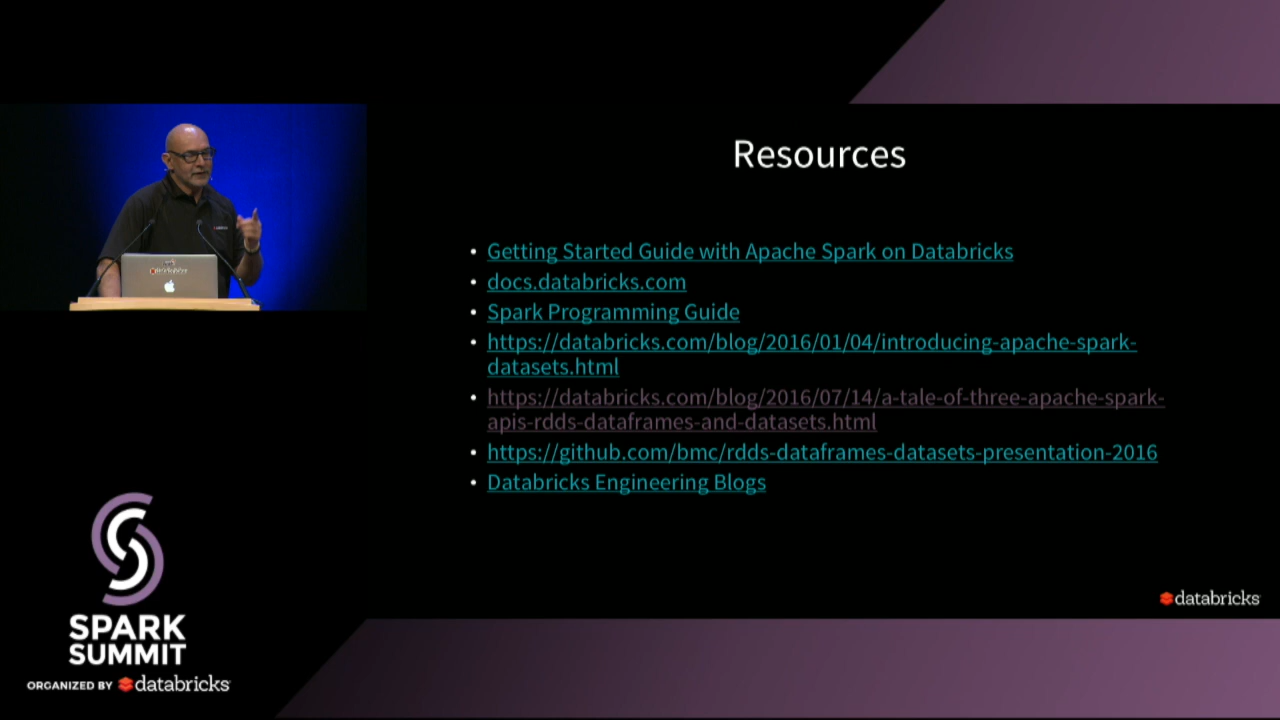 Resources
• Getting Started Guide with Apache Spark on Databricks
• docs.databricks.com
• Spark Programming Guide
• https://databricks.com/blog/2016/01/04/introducing-apache-spark-
datasets.html
• https://databricks.com/blog/2016/07/14/a-tale-of-three-apache-spark-
apis-rdds-dataframes-and-datasets.html
• https://github.com/bmc/rdds-dataframes-datasets-presentation-2016
• Databricks Engineering Blogs
databricks
SPARK
SUMMIT
ORGANIZED BY databricks
databricks